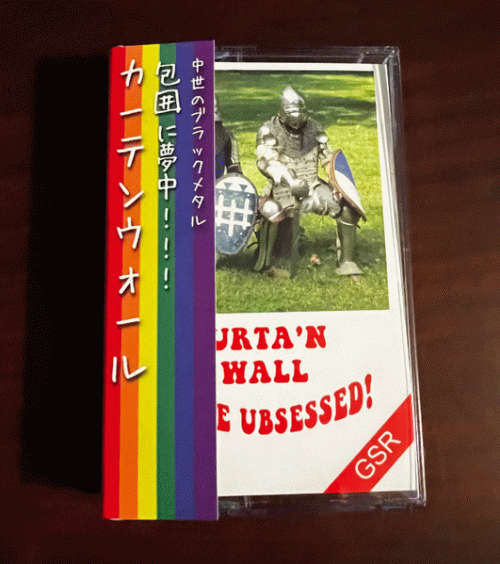 中世のブラックメタル
包囲に夢中!!!!
カーテンウォール
URTA'N
WALL
E UBSESSED!
GSR